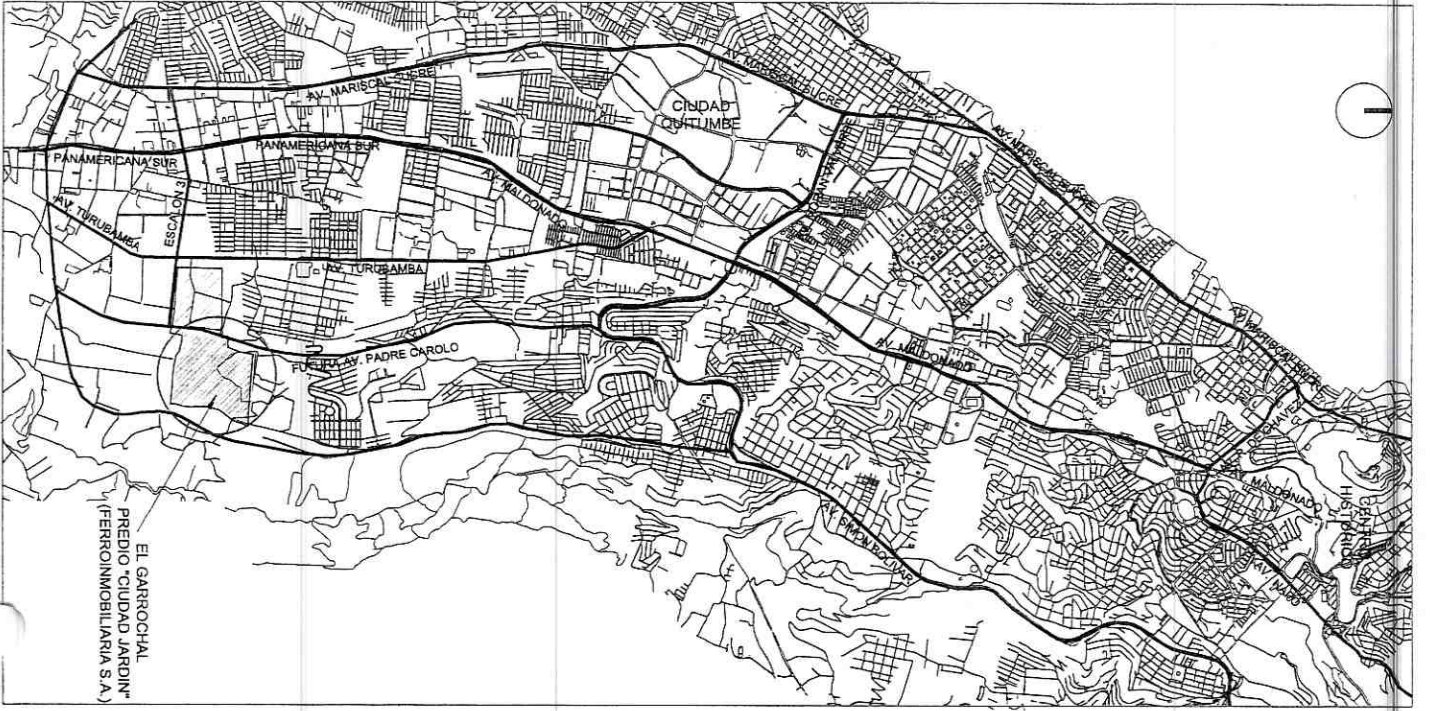 AV. MARISCAL SUCRE
AV. MARISCAL SUCRE
CIUDAD
QUITUMBE
AV. MARISCAL SUCRE
PANAMERICANA SUR
PANAMERICANA SUR
AV. MALDONADO
AV. TURUBAMBA
ESCALON 3
AV. TURUBAMBA
FUTURA AV. PADRE CAROLO
AV. MALDONADO
AV. MARISCAL SUCRE
MALDONADO
CENTRO
HISTORICO
AV. SIMON BOLIVAR
EL GARROCHAL
PREDIO "CIUDAD JARDIN"
(FERROINMOBILIARIA S.A.)